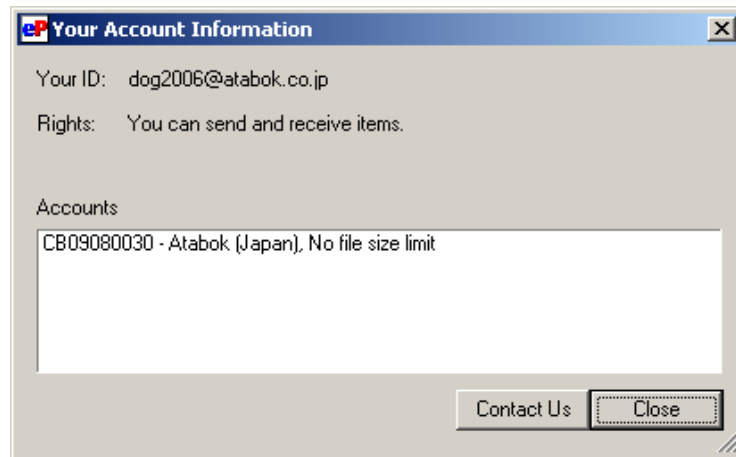 eP Your Account Information
Your ID: dog2006@atabok.co.jp
Rights: You can send and receive items.
Accounts
CB09080030 - Atabok (Japan), No file size limit
Contact Us Close